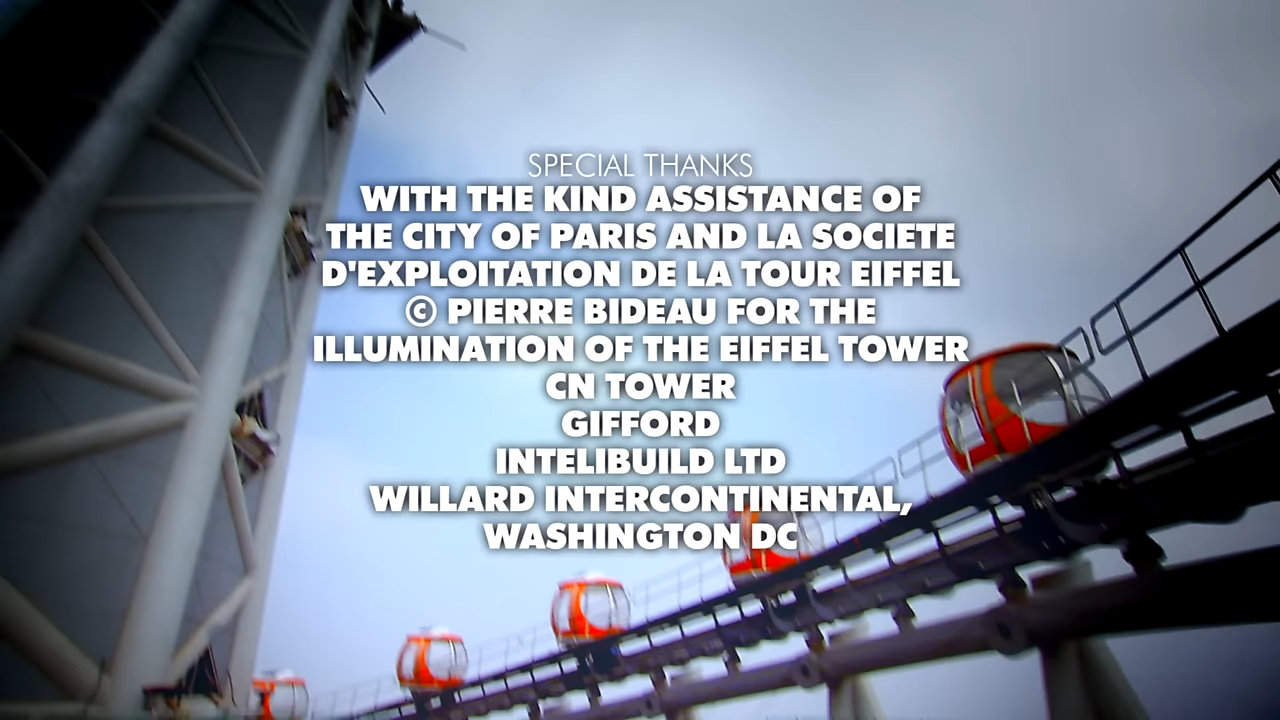 SPECIAL THANKS
WITH THE KIND ASSISTANCE OF
THE CITY OF PARIS AND LA SOCIETE
D'EXPLOITATION DE LA TOUR EIFFEL
© PIERRE BIDEAU FOR THE
ILLUMINATION OF THE EIFFEL TOWER
CN TOWER
GIFFORD
INTELIBUILD LTD
WILLARD INTERCONTINENTAL,
WASHINGTON DC